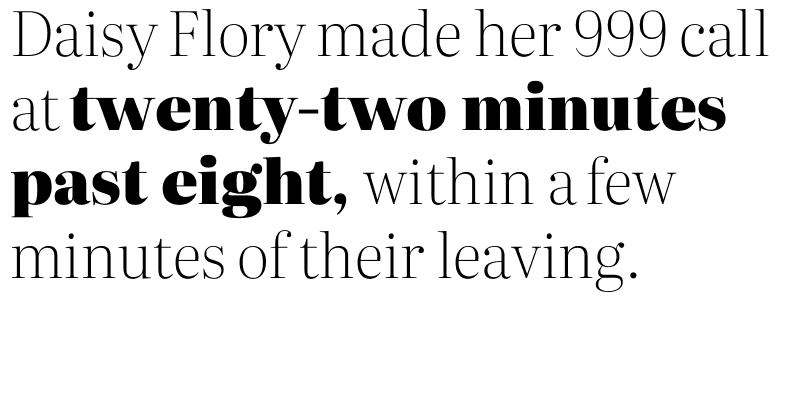 Daisy Flory made her 999 call
at twenty-two minutes
past eight, within a few
minutes of their leaving.